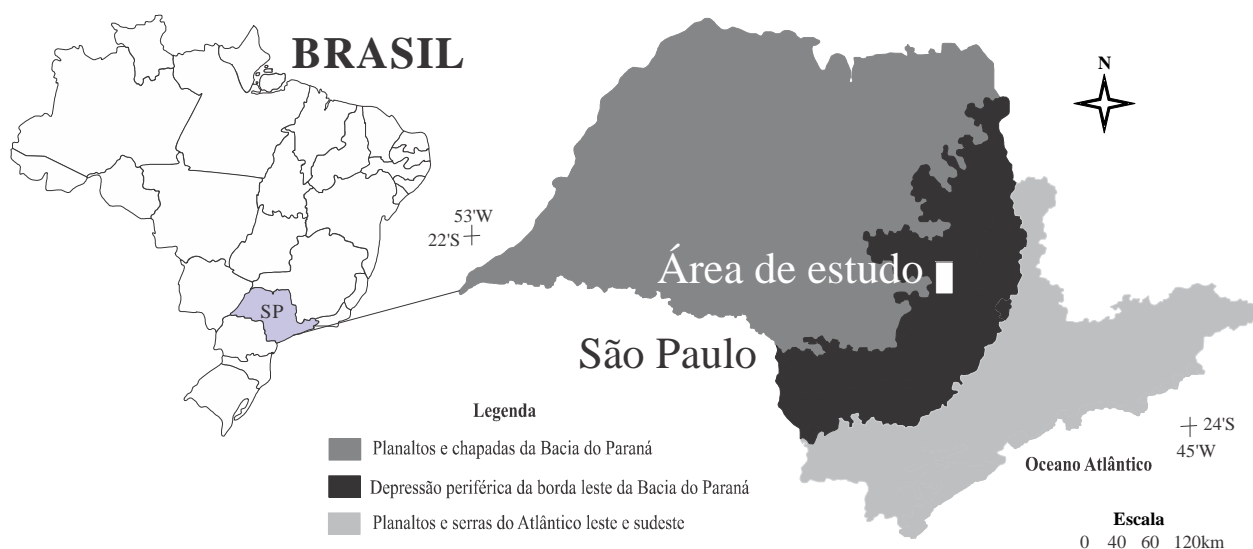 BRASIL
N
53'W
22'S
SP
Área de estudo
São Paulo
Legenda
Planaltos e chapadas da Bacia do Paraná
Depressão periférica da borda leste da Bacia do Paraná
Planaltos e serras do Atlântico leste e sudeste
24'S
45'W
Oceano Atlântico
Escala
0 40 60 120km